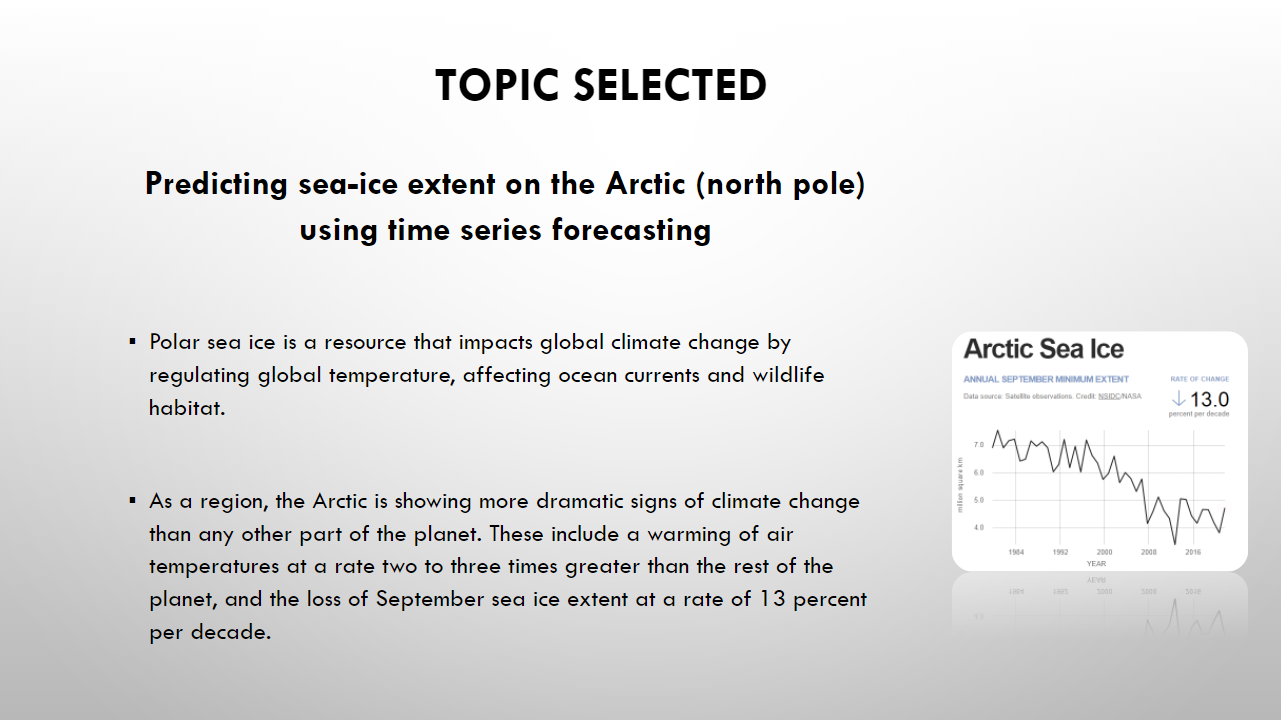 TOPIC SELECTED
Predicting sea-ice extent on the Arctic (north pole)
using time series forecasting
▪ Polar sea ice is a resource that impacts global climate change by
regulating global temperature, affecting ocean currents and wildlife
habitat.
▪ As a region, the Arctic is showing more dramatic signs of climate change
than any other part of the planet. These include a warming of air
temperatures at a rate two to three times greater than the rest of the
planet, and the loss of September sea ice extent at a rate of 13 percent
per decade.
Arctic Sea Ice
ANNUAL SEPTEMBER MINIMUM EXTENT
RATE OF CHANGE
Data source: Satellite observations. Credit: NSIDC/NASA
↓ 13.0
percent per decade
million square km
7.0
6.0
5.0
4.0
1984 1992 2000 2008 2016
YEAR